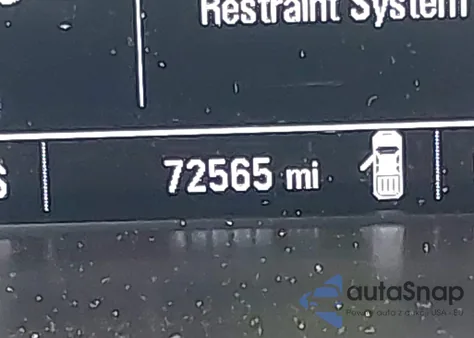 Restraint System
72565 mi
autoSnap